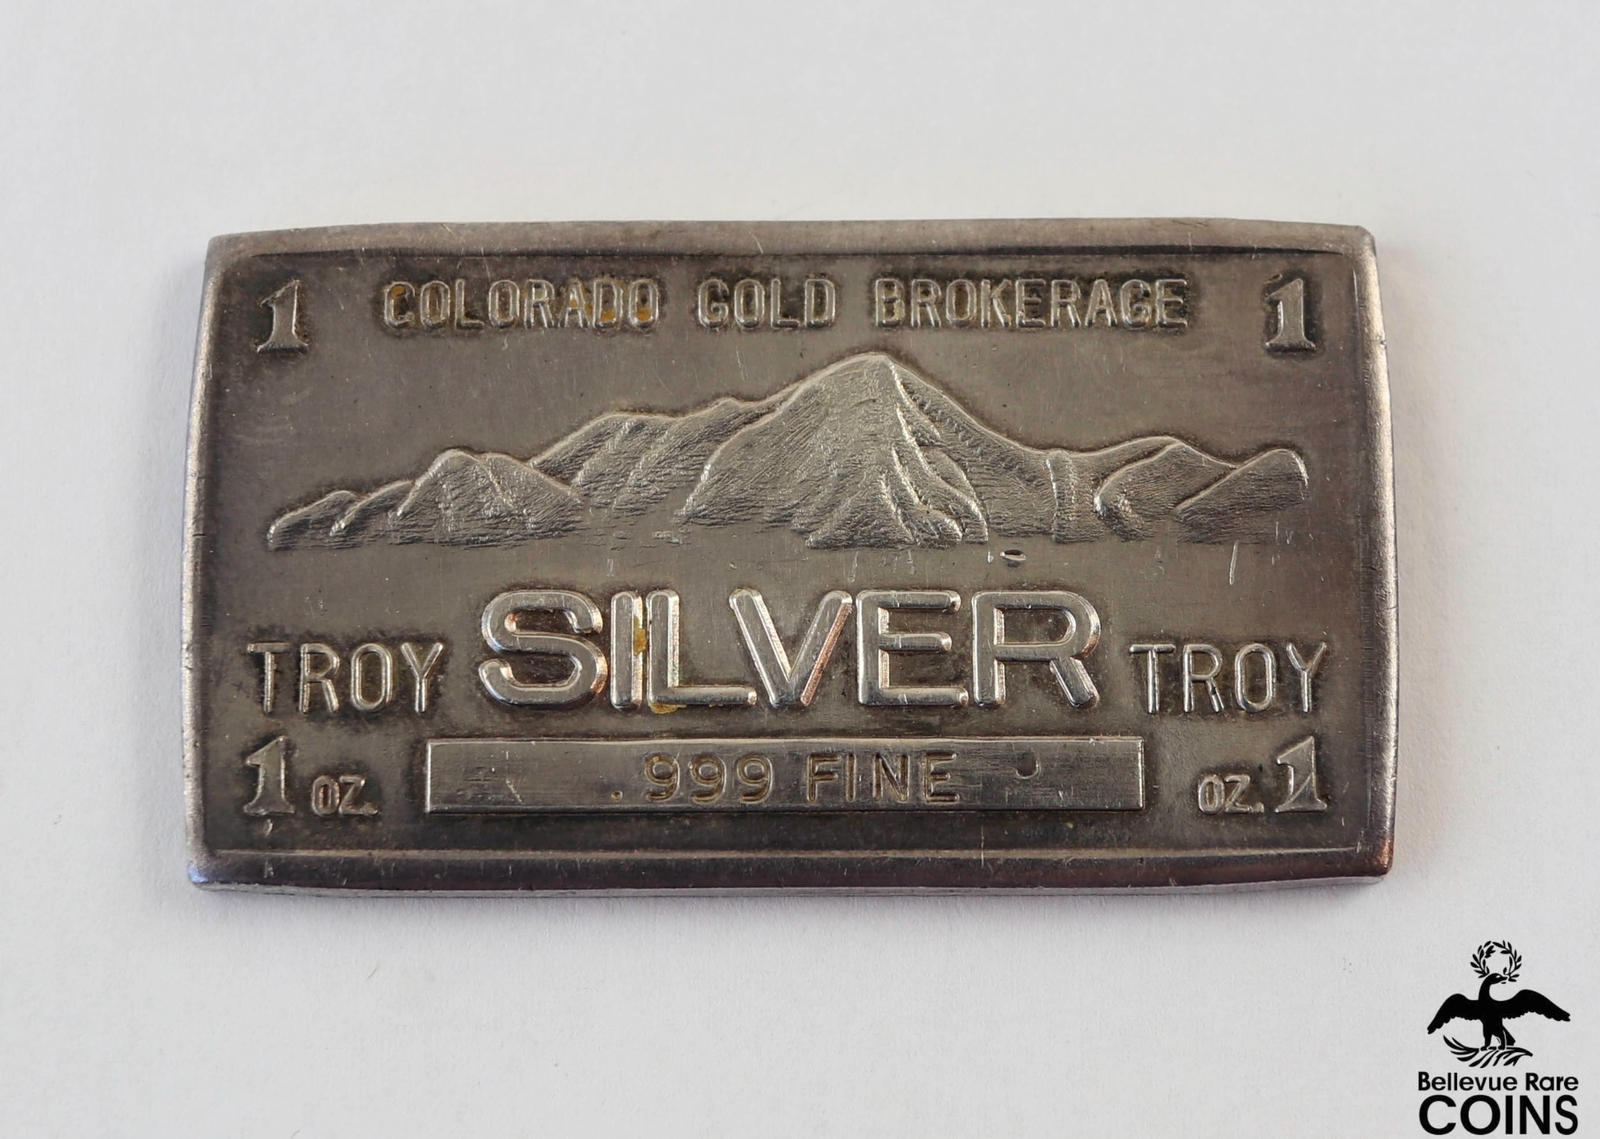 1 COLORADO GOLD BROKERAGE 1
TROY SILVER TROY
1 OZ. .999 FINE OZ. 1
Bellevue Rare
COINS